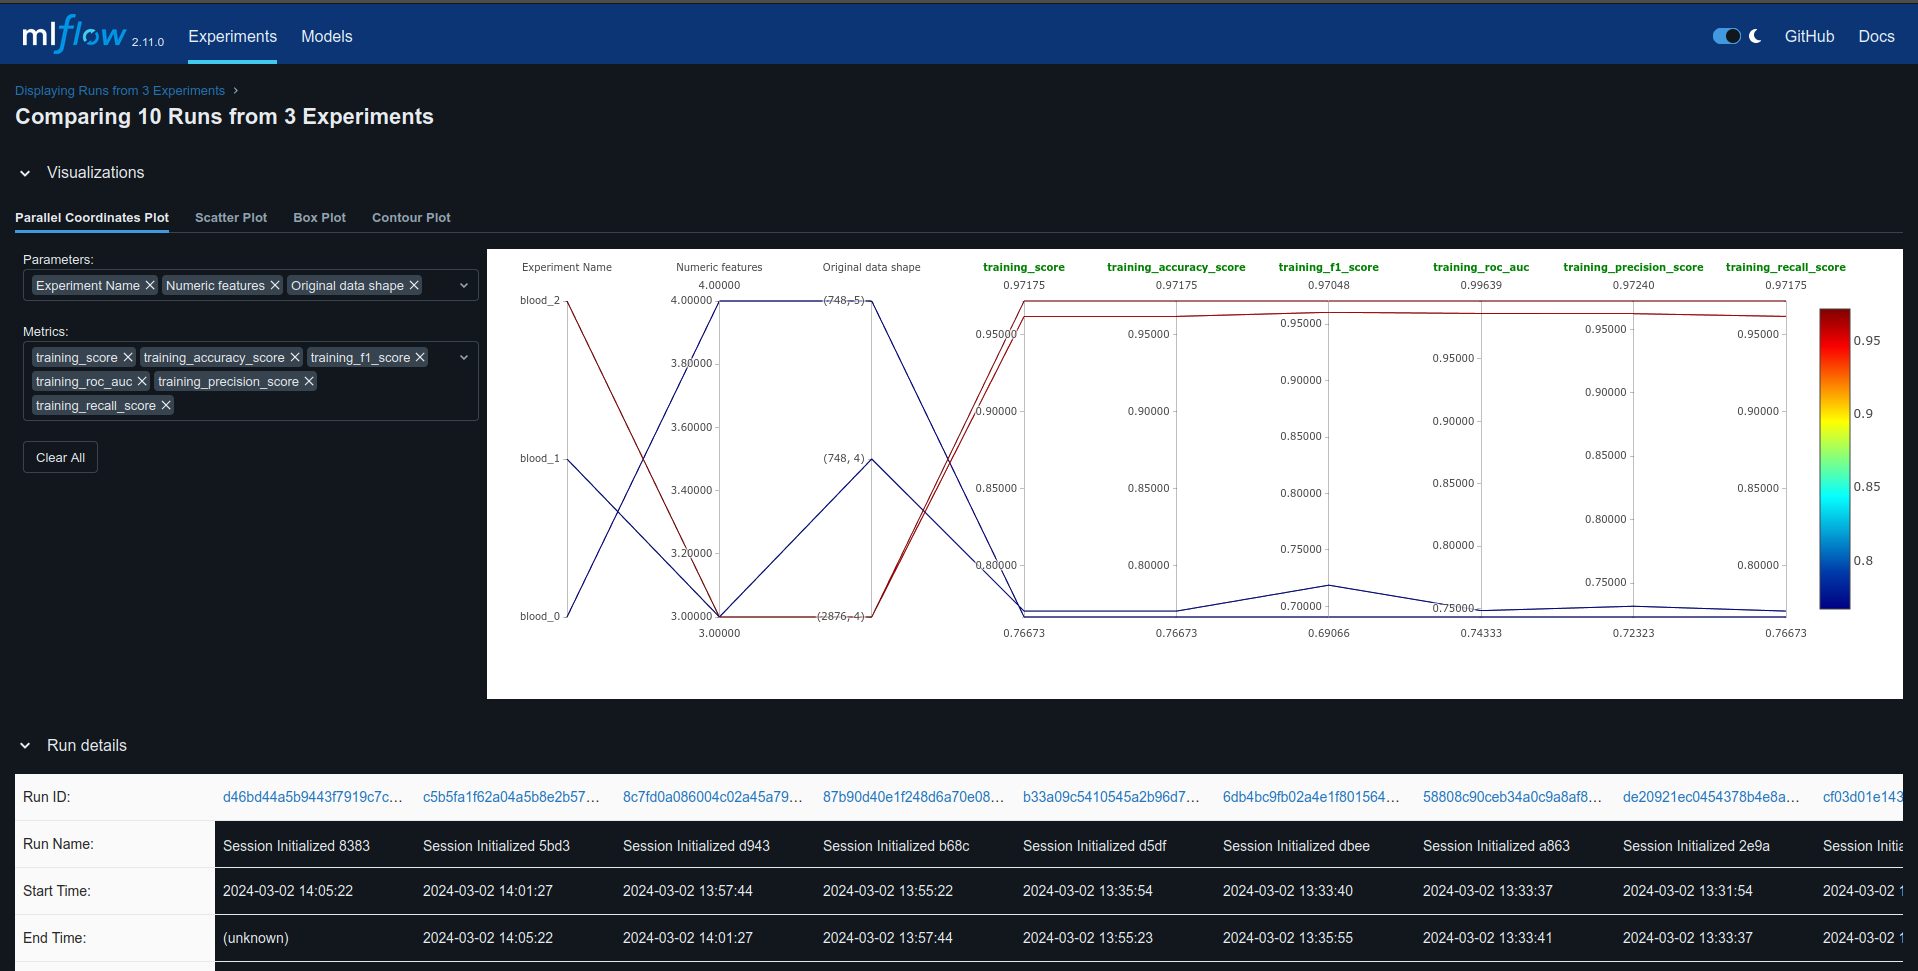 mlflow 2.11.0 Experiments Models GitHub Docs
Displaying Runs from 3 Experiments
Comparing 10 Runs from 3 Experiments
Visualizations
Parallel Coordinates Plot Scatter Plot Box Plot Contour Plot
Parameters:
Experiment Name Numeric features Original data shape
Metrics:
training_score training_accuracy_score training_f1_score
training_roc_auc training_precision_score
training_recall_score
Clear All
Experiment Name Numeric features Original data shape training_score training_accuracy_score training_f1_score training_roc_auc training_precision_score training_recall_score
4.00000 0.97175 0.97175 0.97048 0.99639 0.97240 0.97175
blood_2
blood_1
blood_0
4.00000
3.80000
3.60000
3.40000
3.20000
3.00000
(748, 5)
(748, 4)
(2876, 4)
0.95000
0.90000
0.85000
0.80000
0.95000
0.90000
0.85000
0.80000
0.95000
0.90000
0.85000
0.80000
0.75000
0.70000
0.95000
0.90000
0.85000
0.80000
0.75000
0.95000
0.90000
0.85000
0.80000
0.75000
0.95000
0.90000
0.85000
0.80000
3.00000 0.76673 0.76673 0.69066 0.74333 0.72323 0.76673
0.95
0.9
0.85
0.8
Run details
Run ID: d46bd44a5b9443f7919c7c... c5b5fa1f62a04a5b8e2b57... 8c7fd0a086004c02a45a79... 87b90d40e1f248d6a70e08... b33a09c5410545a2b96d7... 6db4bc9fb02a4e1f801564... 58808c90ceb34a0c9a8af8... de20921ec0454378b4e8a... cf03d01e143
Run Name: Session Initialized 8383 Session Initialized 5bd3 Session Initialized d943 Session Initialized b68c Session Initialized d5df Session Initialized dbee Session Initialized a863 Session Initialized 2e9a Session Initia
Start Time: 2024-03-02 14:05:22 2024-03-02 14:01:27 2024-03-02 13:57:44 2024-03-02 13:55:22 2024-03-02 13:35:54 2024-03-02 13:33:40 2024-03-02 13:33:37 2024-03-02 13:31:54 2024-03-02 1
End Time: (unknown) 2024-03-02 14:05:22 2024-03-02 14:01:27 2024-03-02 13:57:44 2024-03-02 13:55:23 2024-03-02 13:35:55 2024-03-02 13:33:41 2024-03-02 13:33:37 2024-03-02 1